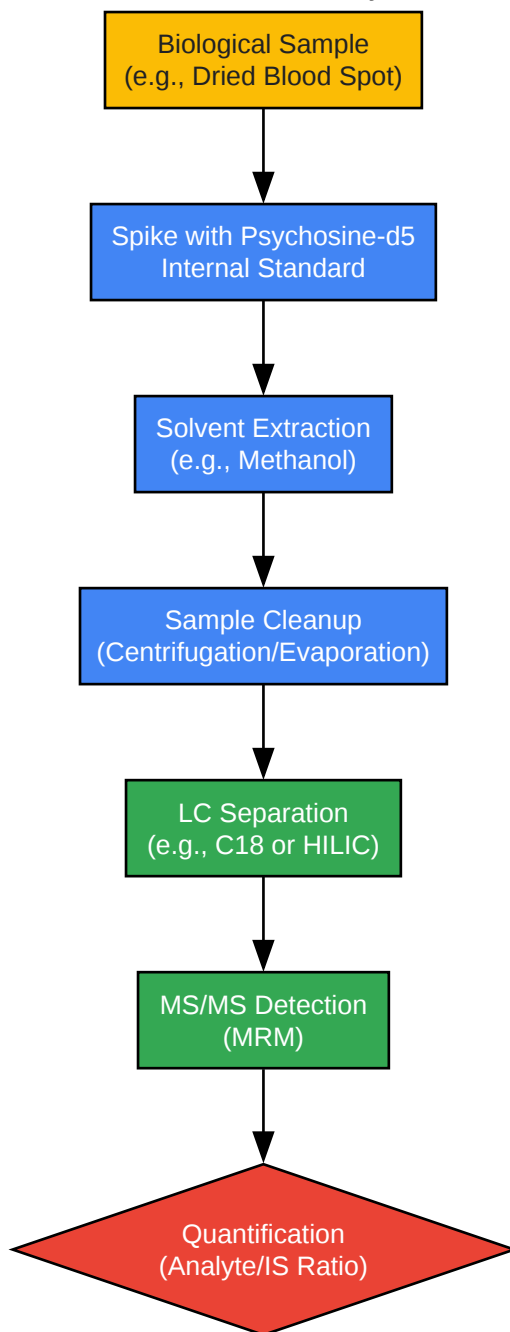 Biological Sample
(e.g., Dried Blood Spot)
Spike with Psychosine-d5
Internal Standard
Solvent Extraction
(e.g., Methanol)
Sample Cleanup
(Centrifugation/Evaporation)
LC Separation
(e.g., C18 or HILIC)
MS/MS Detection
(MRM)
Quantification
(Analyte/IS Ratio)